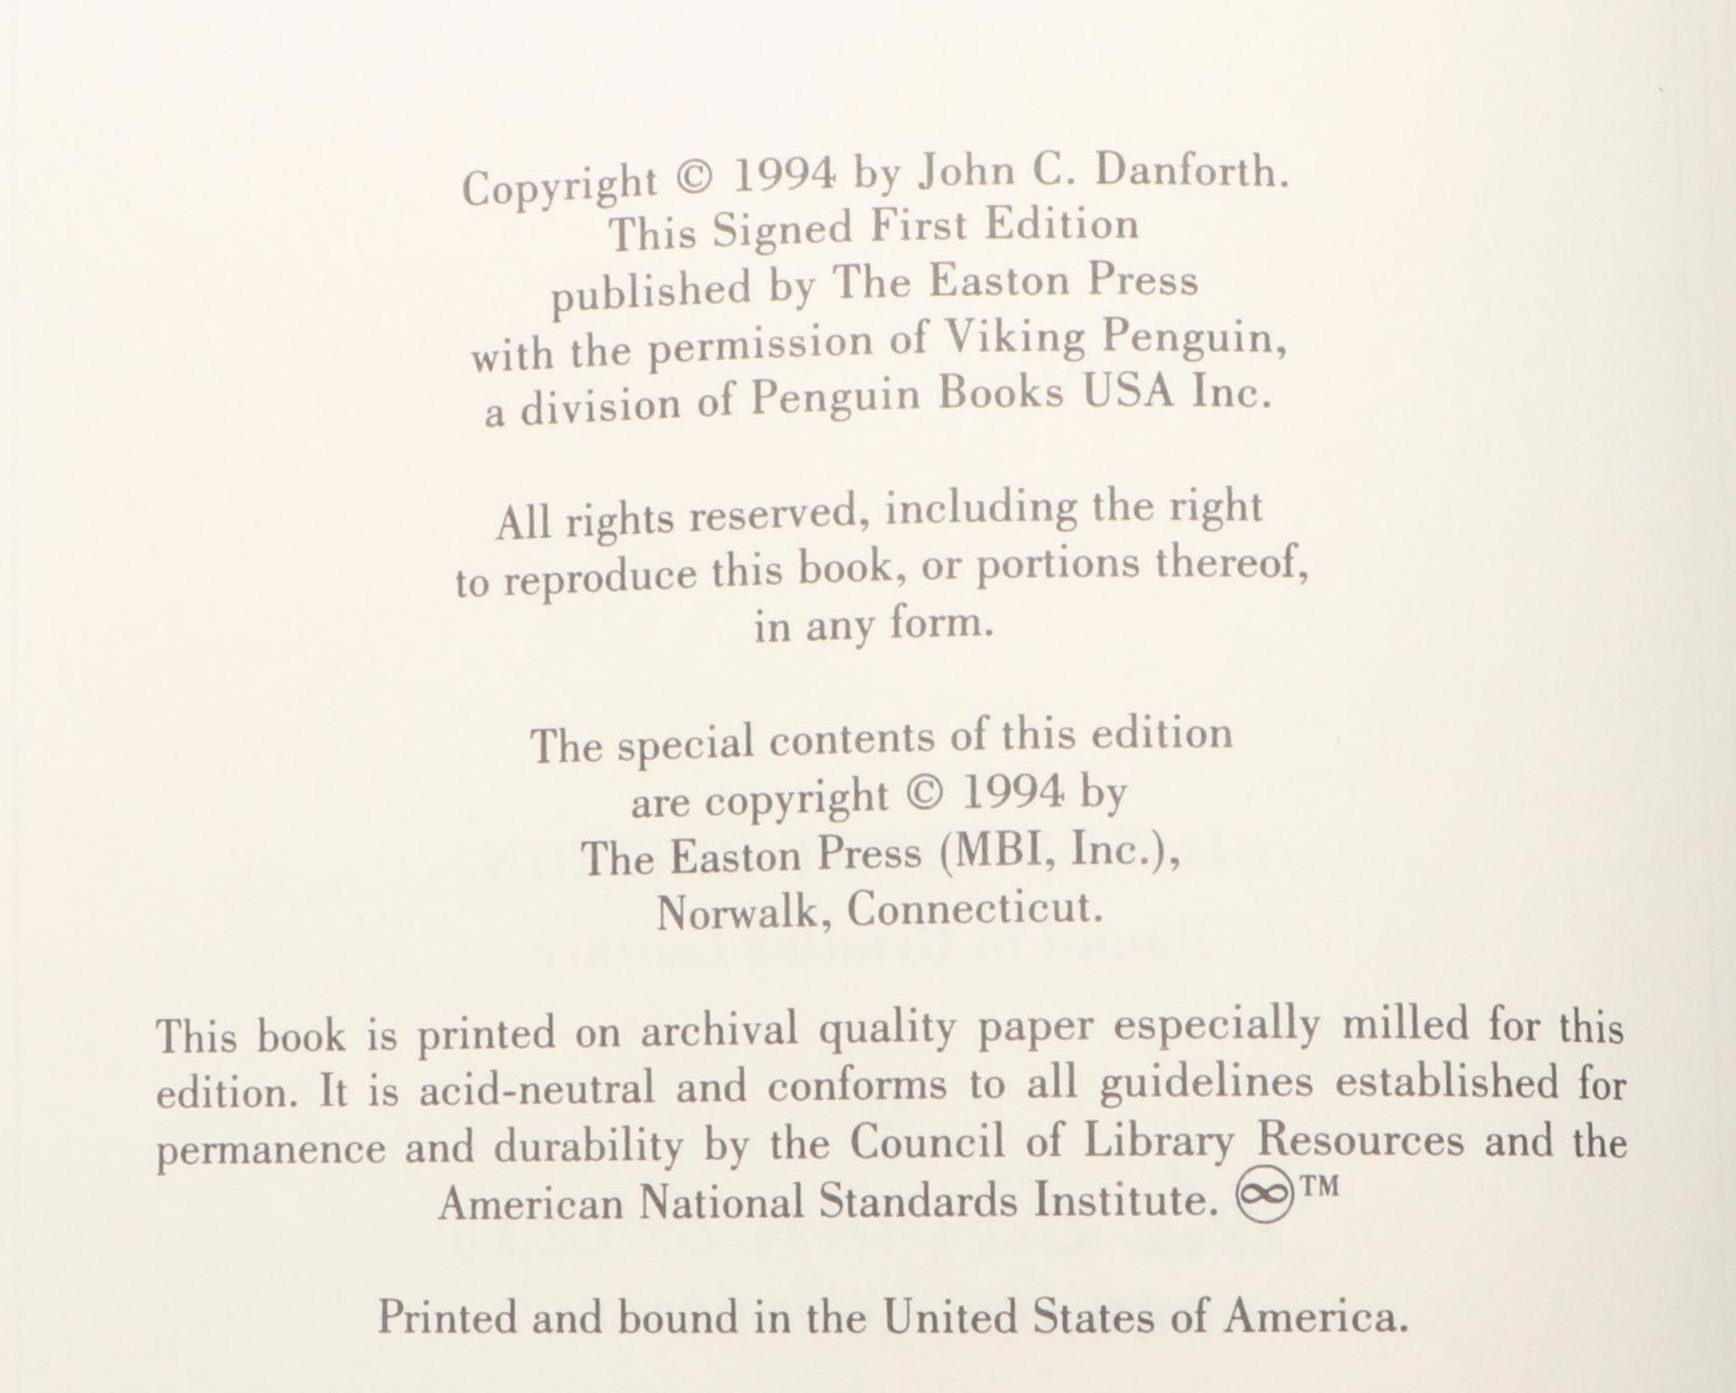 Copyright © 1994 by John C. Danforth.
This Signed First Edition
published by The Easton Press
with the permission of Viking Penguin,
a division of Penguin Books USA Inc.
All rights reserved, including the right
to reproduce this book, or portions thereof,
in any form.
The special contents of this edition
are copyright © 1994 by
The Easton Press (MBI, Inc.),
Norwalk, Connecticut.
This book is printed on archival quality paper especially milled for this
edition. It is acid-neutral and conforms to all guidelines established for
permanence and durability by the Council of Library Resources and the
American National Standards Institute. ♾™
Printed and bound in the United States of America.